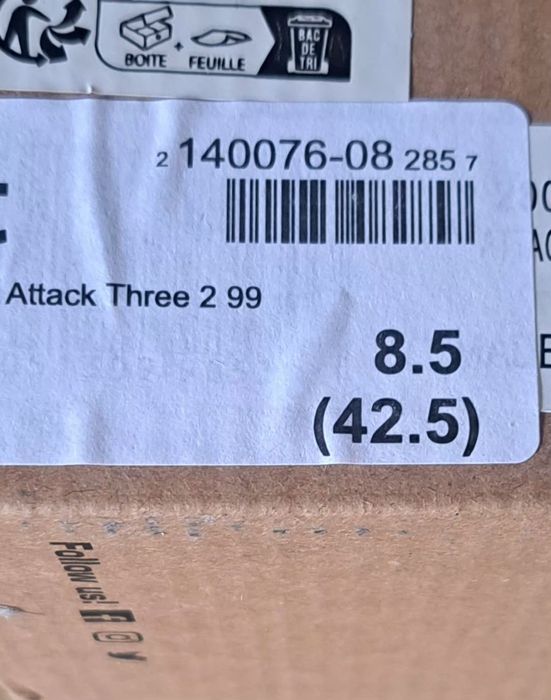 BOITE + FEUILLE
BAC
DE
TRI
2 140076-08 285 7
Attack Three 2 99
8.5
(42.5)
Follow us!